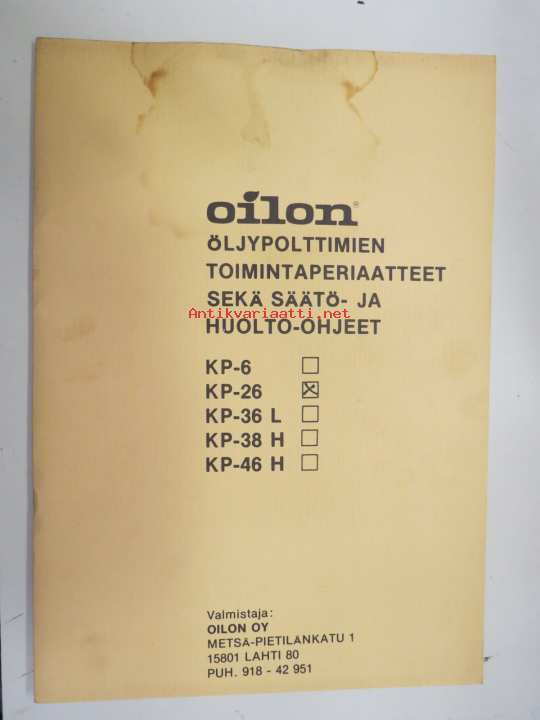 oilon®
ÖLJYPOLTTIMIEN
TOIMINTAPERIAATTEET
SEKÄ SÄÄTÖ- JA
Antikvariaatti.net
HUOLTO-OHJEET
KP-6 ☐
KP-26 ☒
KP-36 L ☐
KP-38 H ☐
KP-46 H ☐
Valmistaja:
OILON OY
METSÄ-PIETILÄNKATU 1
15801 LAHTI 80
PUH. 918 - 42 951